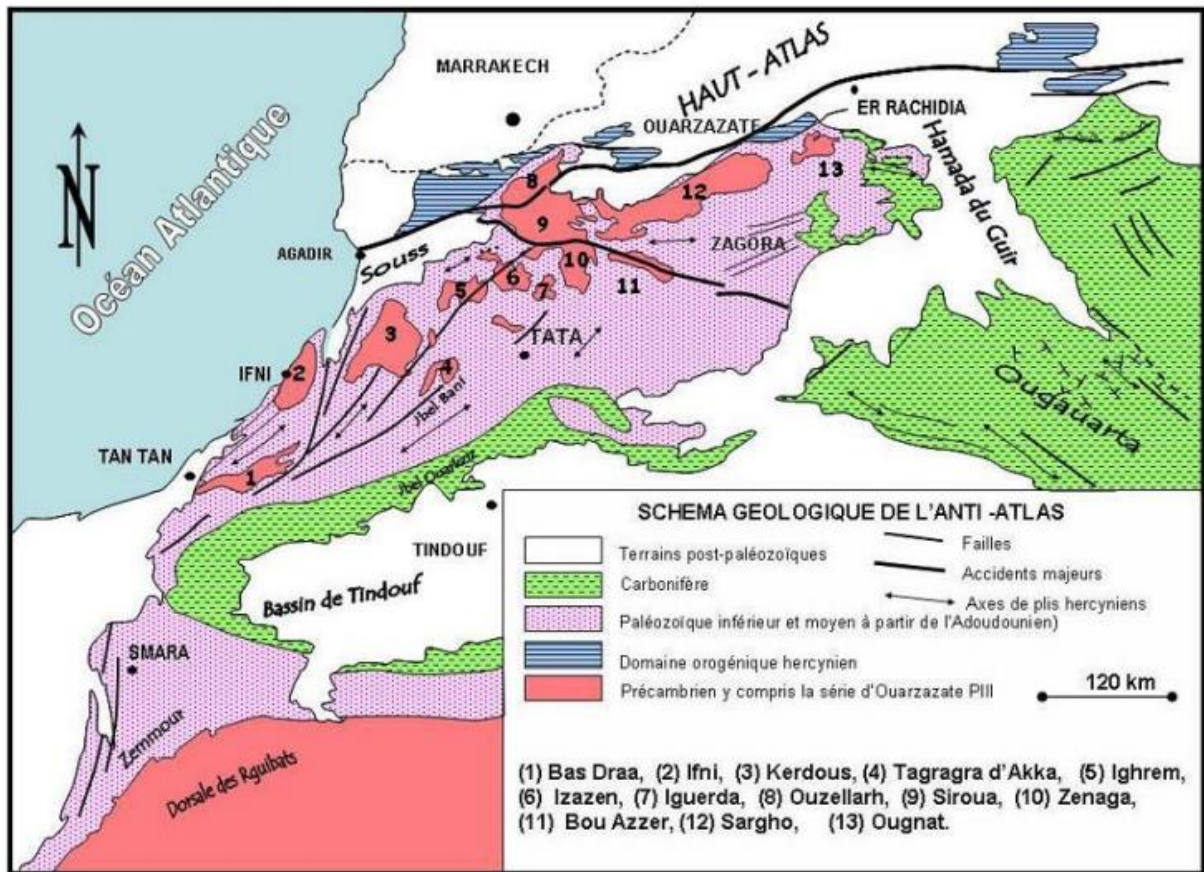 MARRAKECH
HAUT - ATLAS
ER RACHIDIA
OUARZAZATE
Hamada du Guir
Océan Atlantique
N
8
13
12
9
ZAGORA
AGADIR
Souss
10
6
11
5
7
3
TATA
IFNI
2
4
Jbel Bani
Ougauarta
TAN TAN
1
Jbel Ouarkziz
TINDOUF
Bassin de Tindouf
SMARA
Zemmour
Dorsale des Rguibats
SCHEMA GEOLOGIQUE DE L'ANTI -ATLAS
Terrains post-paléozoïques
Failles
Carbonifère
Accidents majeurs
Axes de plis hercyniens
Paléozoïque inférieur et moyen à partir de l'Adoudounien)
Domaine orogénique hercynien
Précambrien y compris la série d'Ouarzazate PIII
120 km
(1) Bas Draa, (2) Ifni, (3) Kerdous, (4) Tagragra d'Akka, (5) Ighrem,
(6) Izazen, (7) Iguerda, (8) Ouzellarh, (9) Siroua, (10) Zenaga,
(11) Bou Azzer, (12) Sargho, (13) Ougnat.